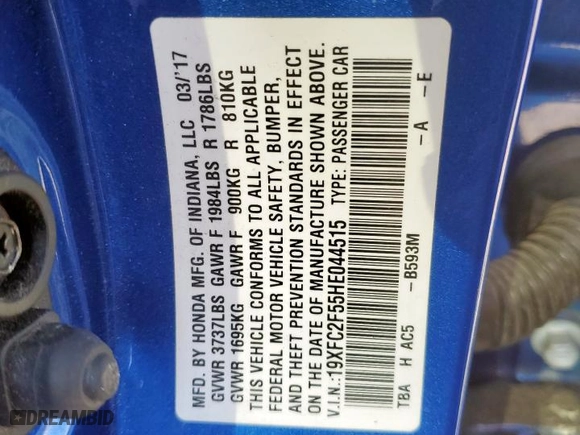 MFD. BY HONDA MFG. OF INDIANA, LLC 03/'17
GVWR 3737LBS GAWR F 1984LBS R 1786LBS
GVWR 1695KG GAWR F 900KG R 810KG
THIS VEHICLE CONFORMS TO ALL APPLICABLE
FEDERAL MOTOR VEHICLE SAFETY, BUMPER,
AND THEFT PREVENTION STANDARDS IN EFFECT
ON THE DATE OF MANUFACTURE SHOWN ABOVE.
V.I.N.:19XFC2F55HE044515 TYPE: PASSENGER CAR
-A -E
TBA H AC5 -B593M
DREAMBID